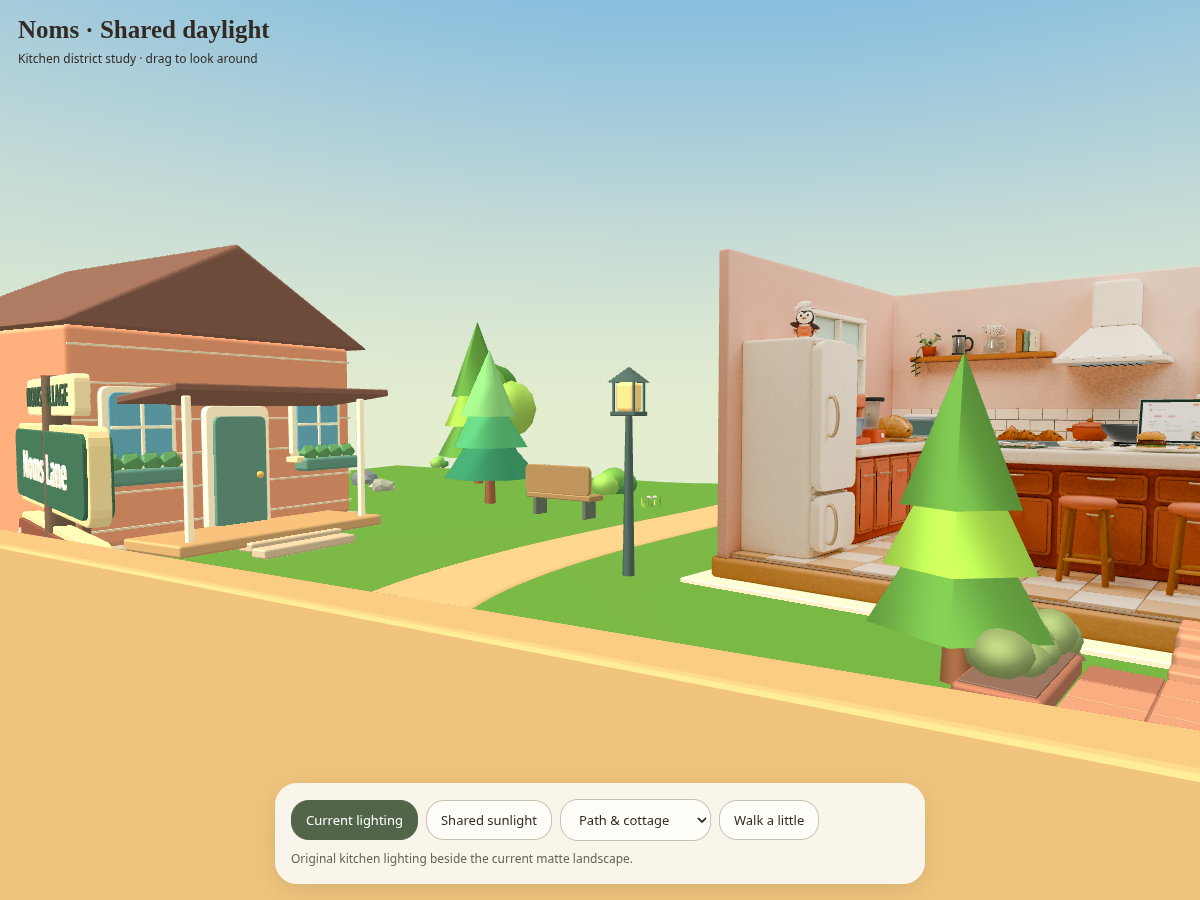 Noms · Shared daylight
Kitchen district study · drag to look around
Noms Lane
Current lighting
Shared sunlight
Path & cottage
Walk a little
Original kitchen lighting beside the current matte landscape.